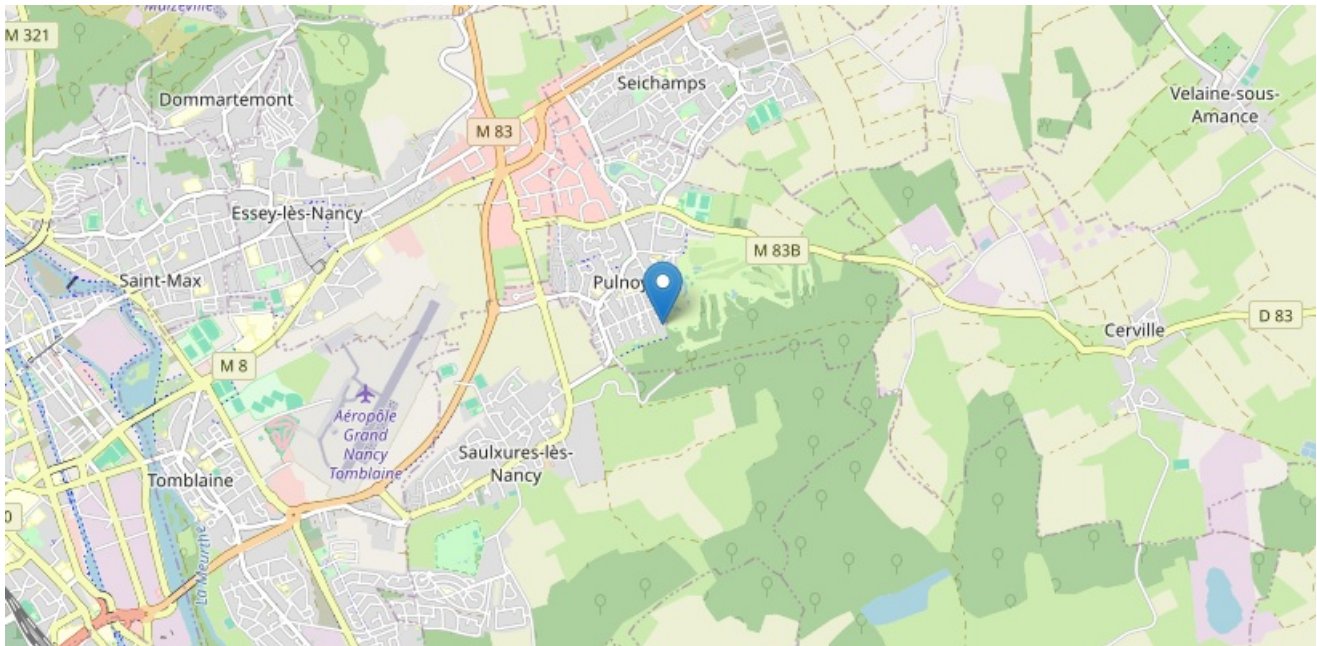 M 321
Dommartemont
Seichamps
Velaine-sous-
Amance
M 83
Essey-lès-Nancy
M 83B
Saint-Max
D 83
Cerville
M 8
Aéropôle
Grand
Nancy
Tomblaine
Saulxures-lès-
Nancy
Tomblaine
La Meurthe